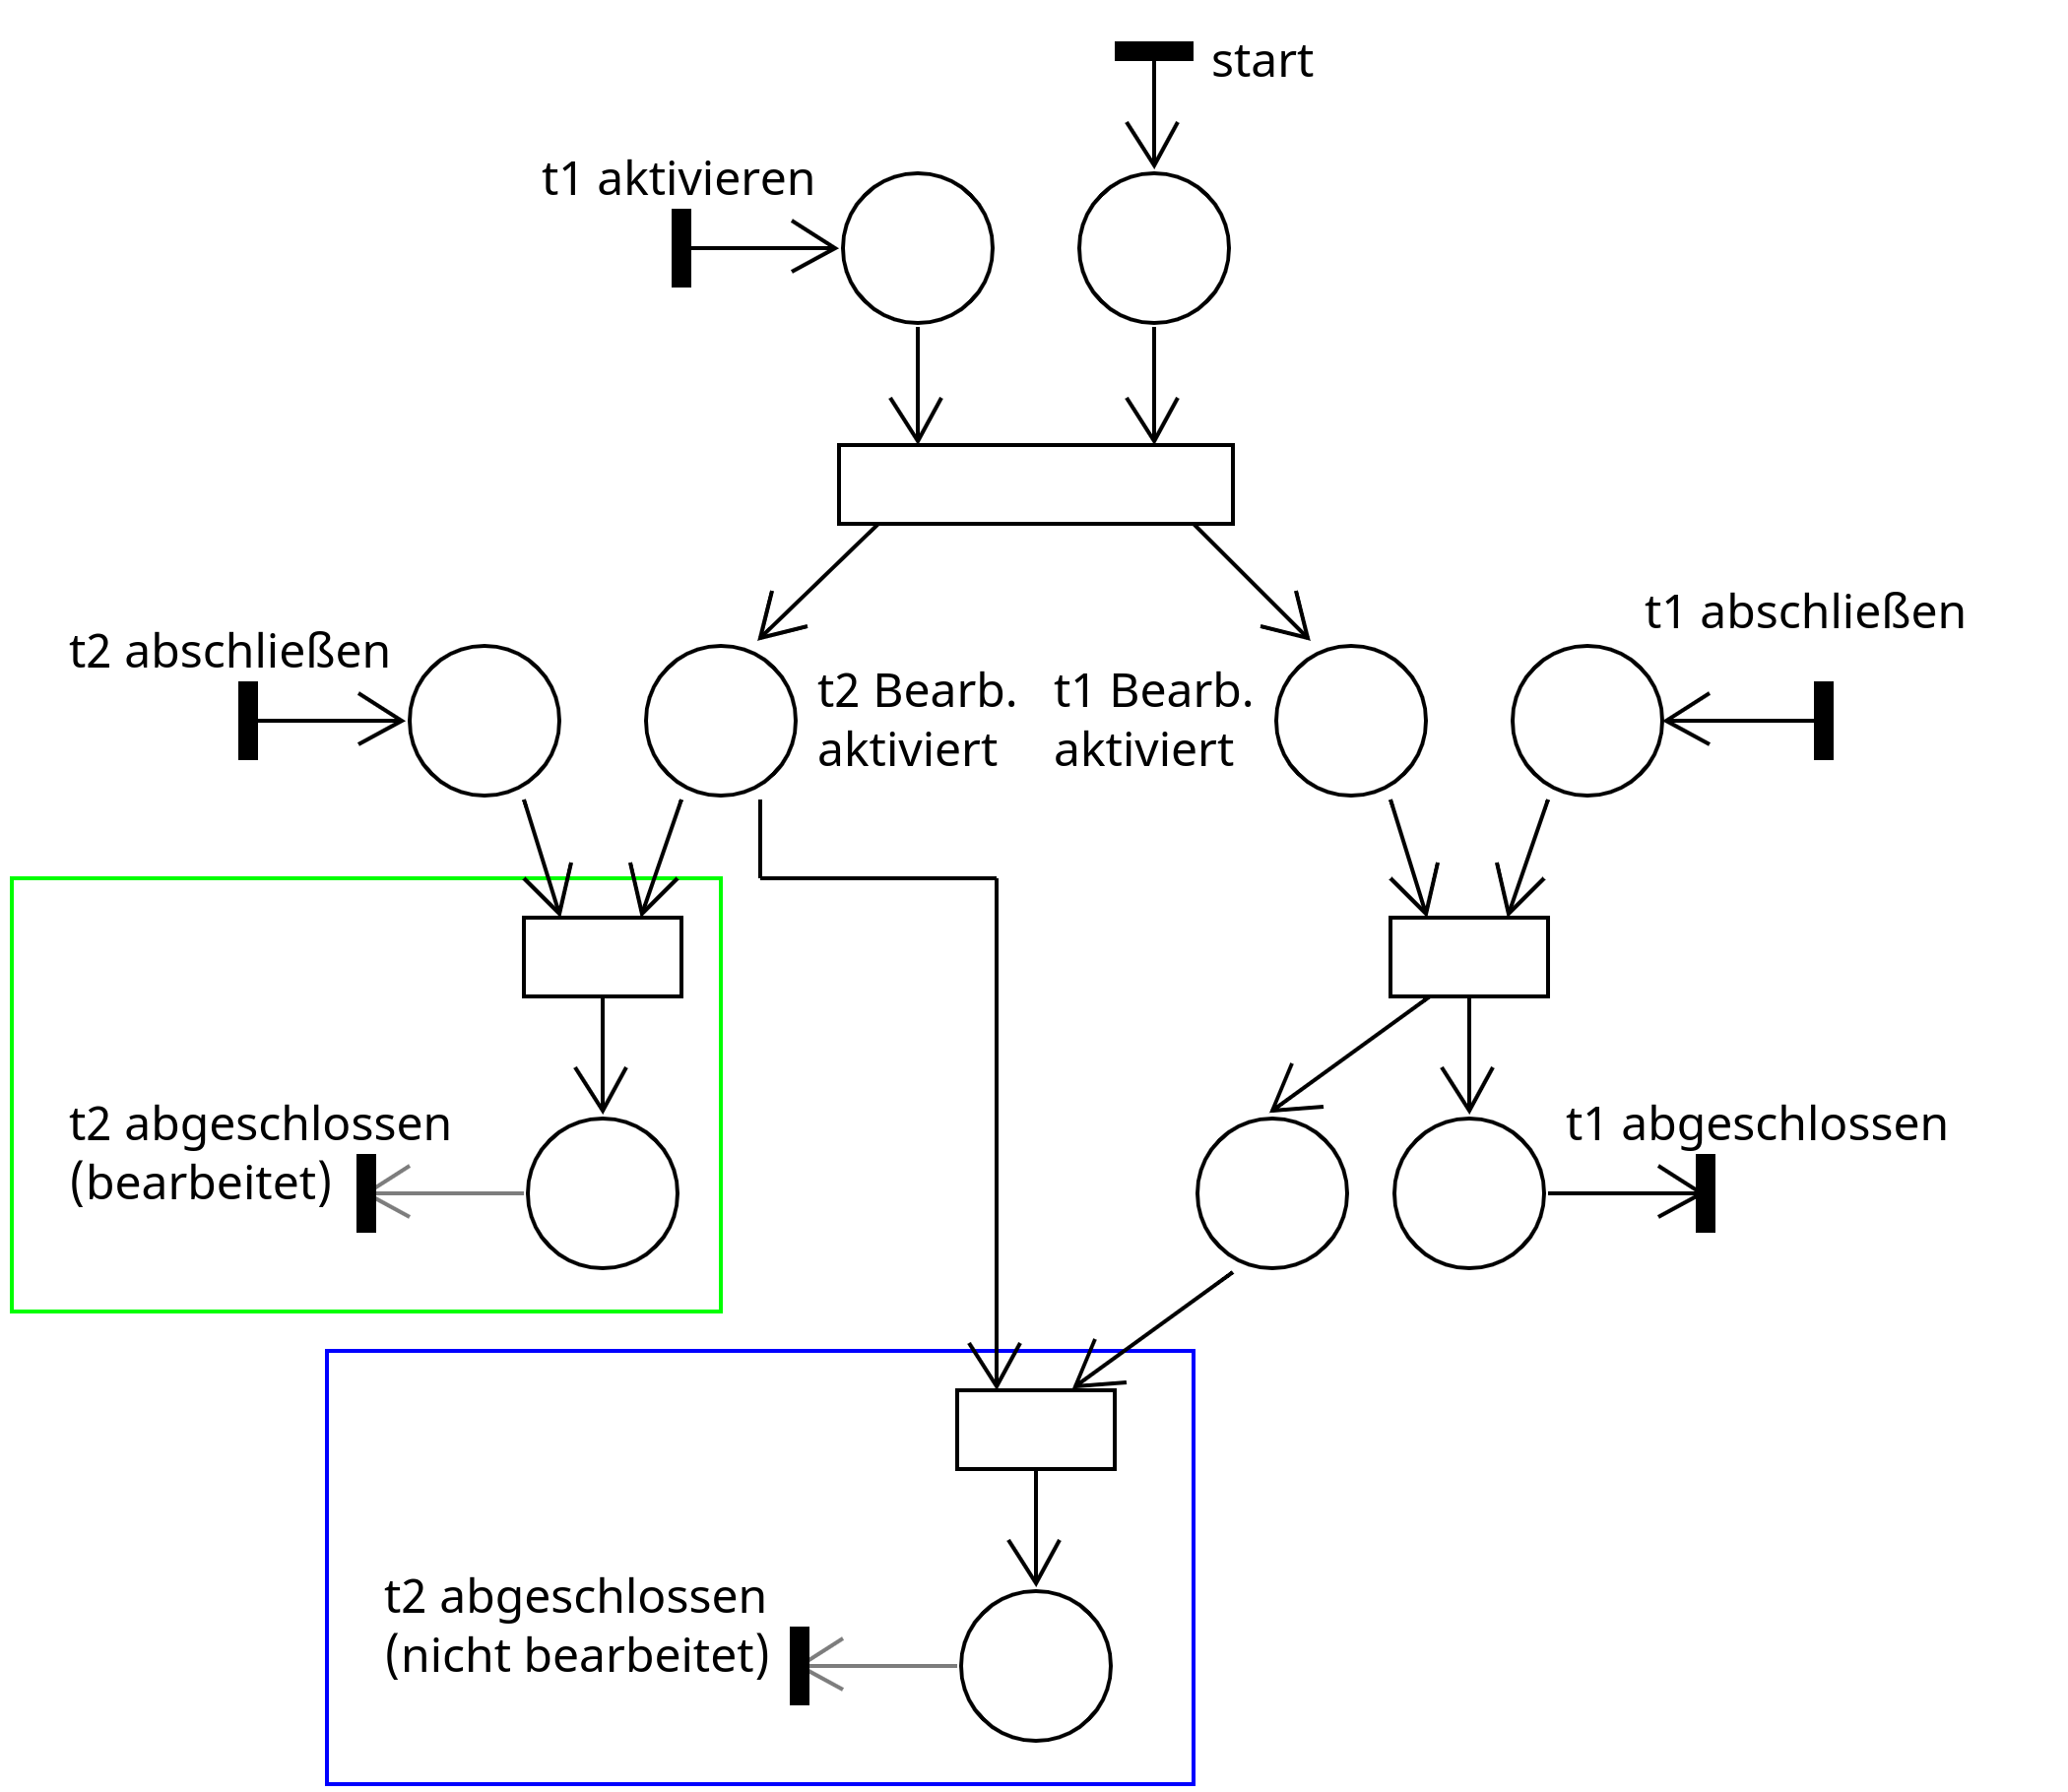 start
t1 aktivieren
t1 abschließen
t2 abschließen
t2 Bearb.
aktiviert
t1 Bearb.
aktiviert
t2 abgeschlossen
(bearbeitet)
t1 abgeschlossen
t2 abgeschlossen
(nicht bearbeitet)